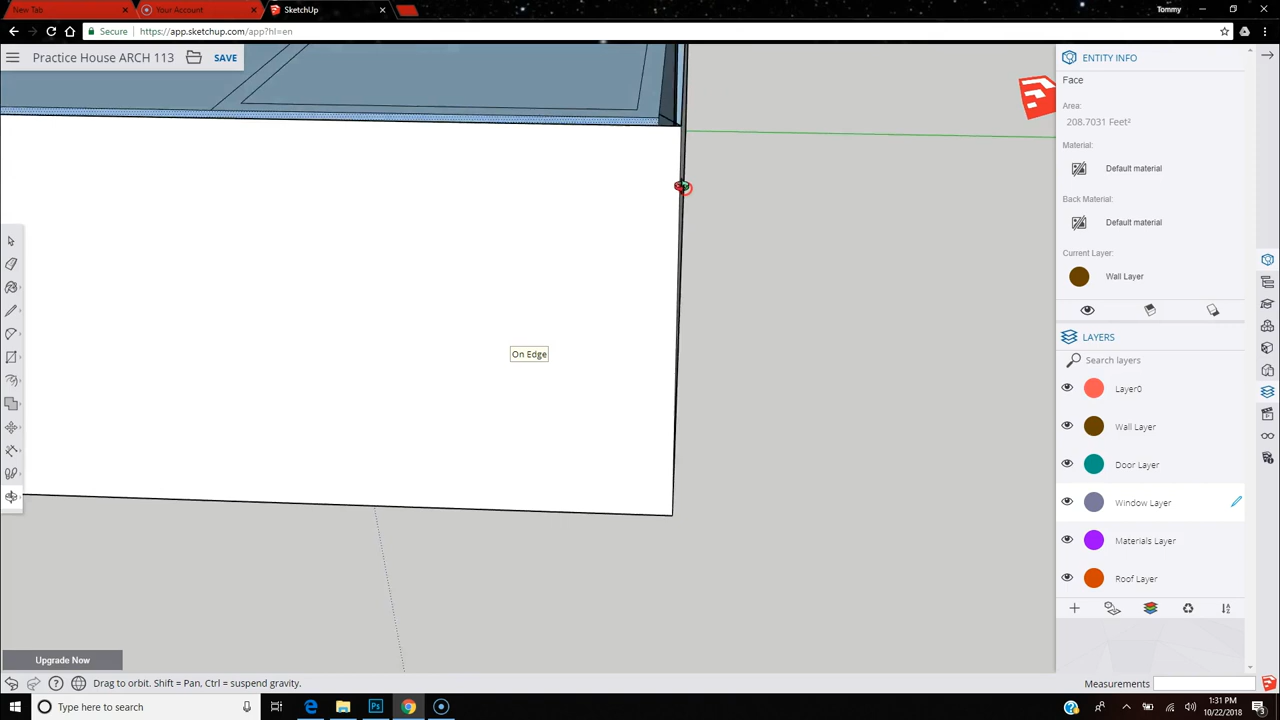 New Tab
Your Account
SketchUp
Tommy
Secure
https://app.sketchup.com/app?hl=en
Practice House ARCH 113
SAVE
ENTITY INFO
Face
Area:
208.7031 Feet²
Material:
Default material
Back Material:
Default material
Current Layer:
Wall Layer
LAYERS
Search layers
Layer0
Wall Layer
Door Layer
Window Layer
Materials Layer
Roof Layer
On Edge
Upgrade Now
Drag to orbit. Shift = Pan, Ctrl = suspend gravity.
Measurements
Type here to search
Ps
1:31 PM
10/22/2018